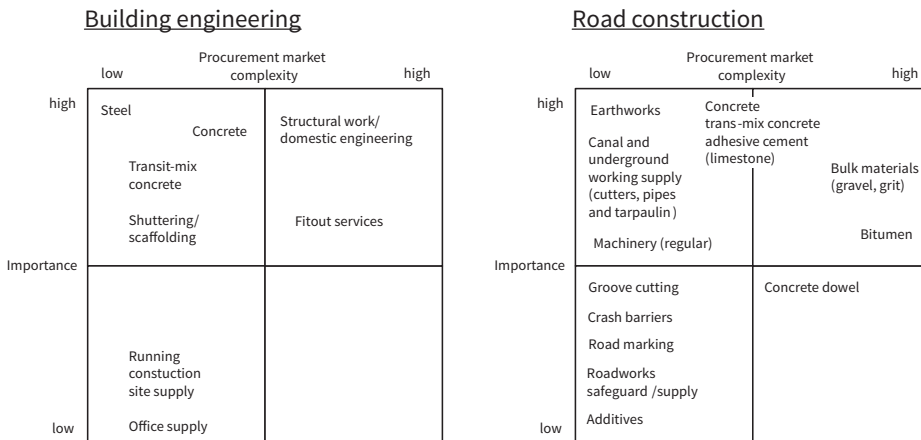 Building engineering
Procurement market
complexity
low
high
high
Steel
Concrete
Transit-mix
concrete
Shuttering/
scaffolding
Structural work/
domestic engineering
Fitout services
Importance
Running
constuction
site supply
Office supply
low
Road construction
Procurement market
complexity
low
high
high
Earthworks
Canal and
underground
working supply
(cutters, pipes
and tarpaulin)
Machinery (regular)
Concrete
trans-mix concrete
adhesive cement
(limestone)
Bulk materials
(gravel, grit)
Bitumen
Importance
Groove cutting
Crash barriers
Road marking
Roadworks
safeguard /supply
Additives
Concrete dowel
low